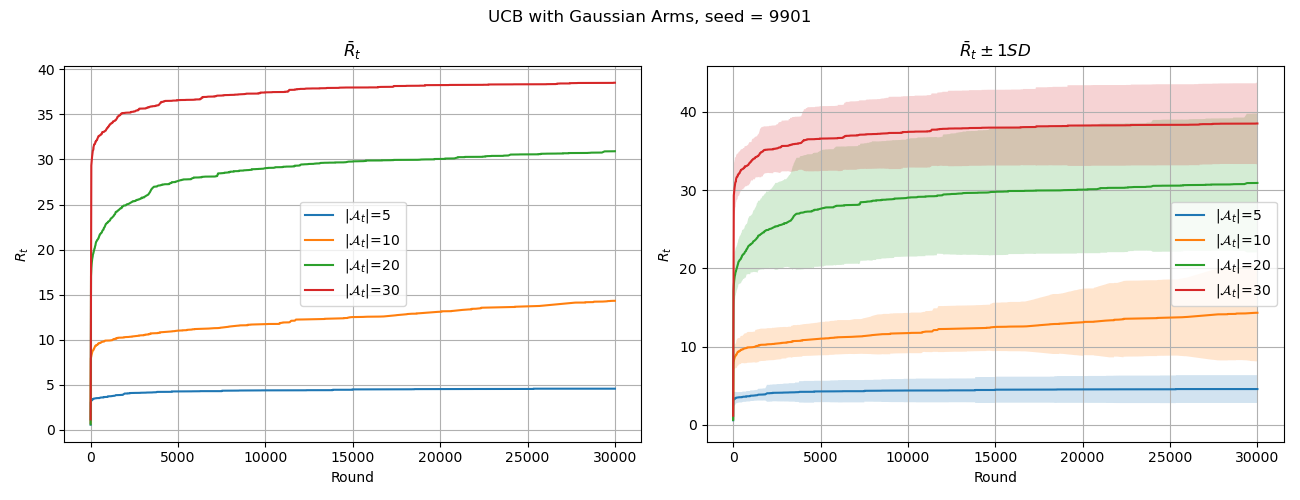 UCB with Gaussian Arms, seed = 9901
R̄ₜ
40
35
30
25
20
15
10
5
0
Rₜ
|𝒜ₜ|=5
|𝒜ₜ|=10
|𝒜ₜ|=20
|𝒜ₜ|=30
0 5000 10000 15000 20000 25000 30000
Round
R̄ₜ ± 1SD
40
30
20
10
0
Rₜ
|𝒜ₜ|=5
|𝒜ₜ|=10
|𝒜ₜ|=20
|𝒜ₜ|=30
0 5000 10000 15000 20000 25000 30000
Round